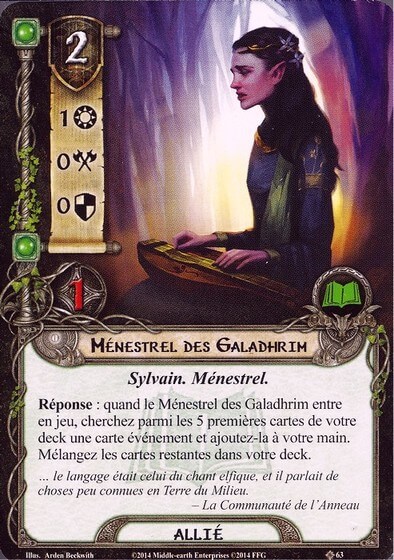 2
1
0
0
1
MÉNESTREL DES GALADHRIM
Sylvain. Ménestrel.
Réponse : quand le Ménestrel des Galadhrim entre
en jeu, cherchez parmi les 5 premières cartes de votre
deck une carte événement et ajoutez-la à votre main.
Mélangez les cartes restantes dans votre deck.
... le langage était celui du chant elfique, et il parlait de
choses peu connues en Terre du Milieu.
– La Communauté de l'Anneau
ALLIÉ
Illus. Arden Beckwith ©2014 Middle-earth Enterprises ©2014 FFG 63